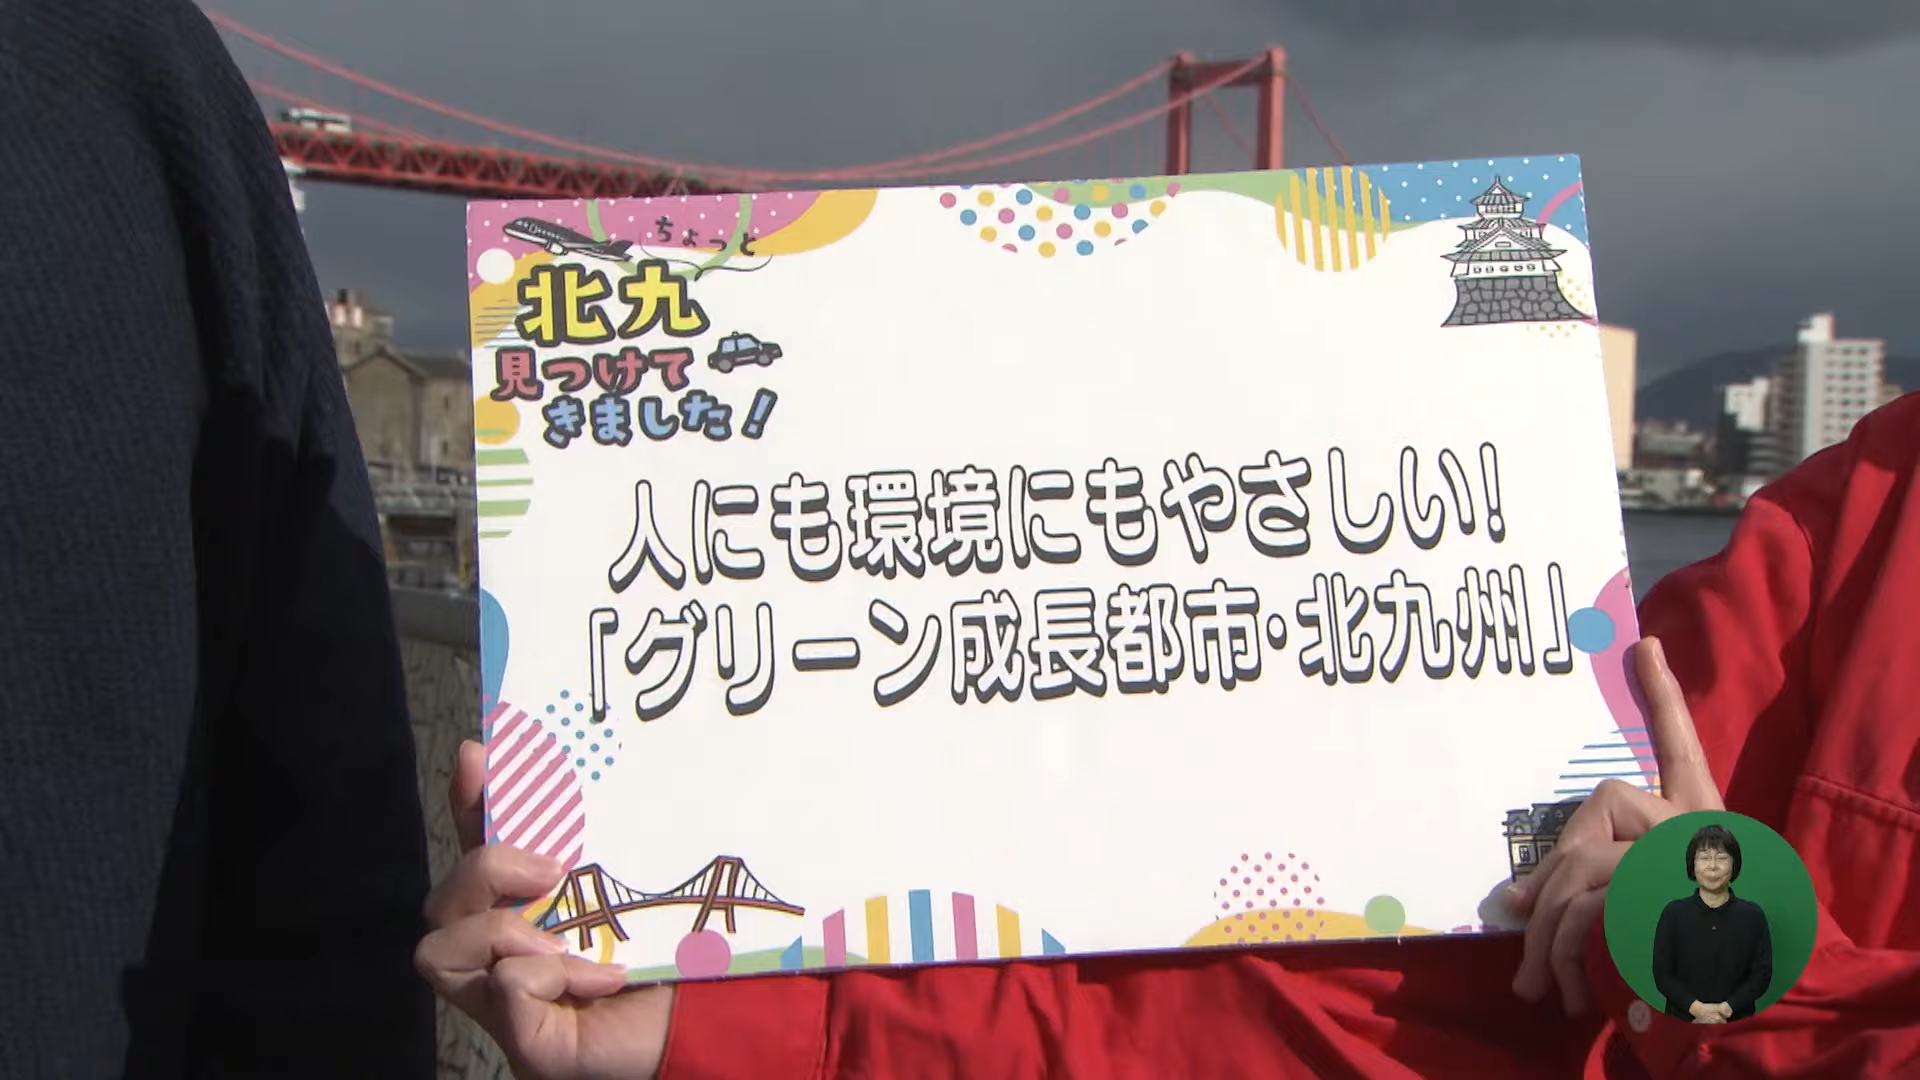 ちょっと
北九
見つけて
きました!
人にも環境にもやさしい!
「グリーン成長都市・北九州」